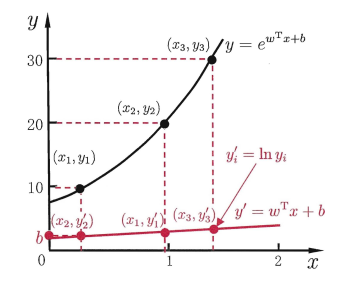 y
30
20
10
b
0
1
2
x
(x₃, y₃)
y = e^{wᵀx+b}
(x₂, y₂)
(x₁, y₁)
y′ᵢ = ln yᵢ
(x₂, y′₂)
(x₁, y′₁)
(x₃, y′₃)
y′ = wᵀx + b